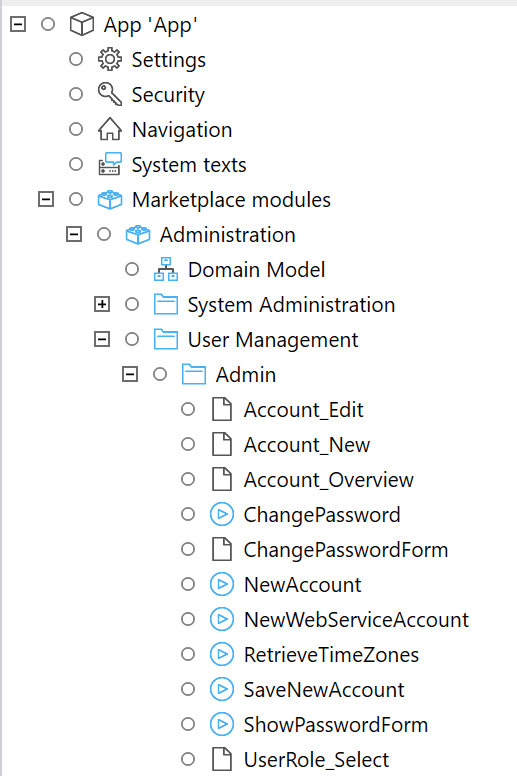 App 'App'
Settings
Security
Navigation
System texts
Marketplace modules
Administration
Domain Model
System Administration
User Management
Admin
Account_Edit
Account_New
Account_Overview
ChangePassword
ChangePasswordForm
NewAccount
NewWebServiceAccount
RetrieveTimeZones
SaveNewAccount
ShowPasswordForm
UserRole_Select